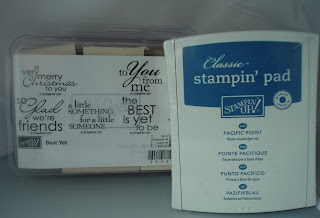 a
very
merry
Christmas
to you
to You
from
me
so
Glad
we're
friends
a little
SOMETHING
for a little
SOMEONE
the
BEST
is yet
to be
Best Yet
Classic
stampin' pad
STAMPIN' UP!
PACIFIC POINT
POINTE PACIFIQUE
PUNTO PACÍFICO
PAZIFIKBLAU